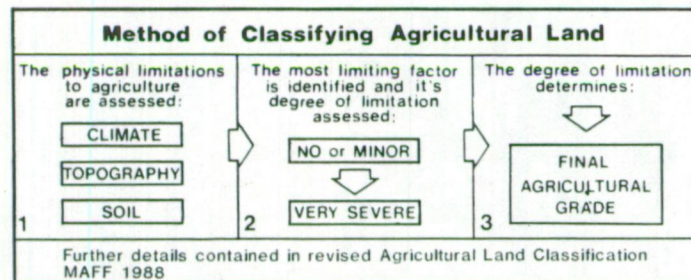 Method of Classifying Agricultural Land
The physical limitations
to agriculture
are assessed:
CLIMATE
TOPOGRAPHY
SOIL
1
The most limiting factor
is identified and it's
degree of limitation
assessed:
NO or MINOR
VERY SEVERE
2
The degree of limitation
determines:
FINAL
AGRICULTURAL
GRADE
3
Further details contained in revised Agricultural Land Classification
MAFF 1988